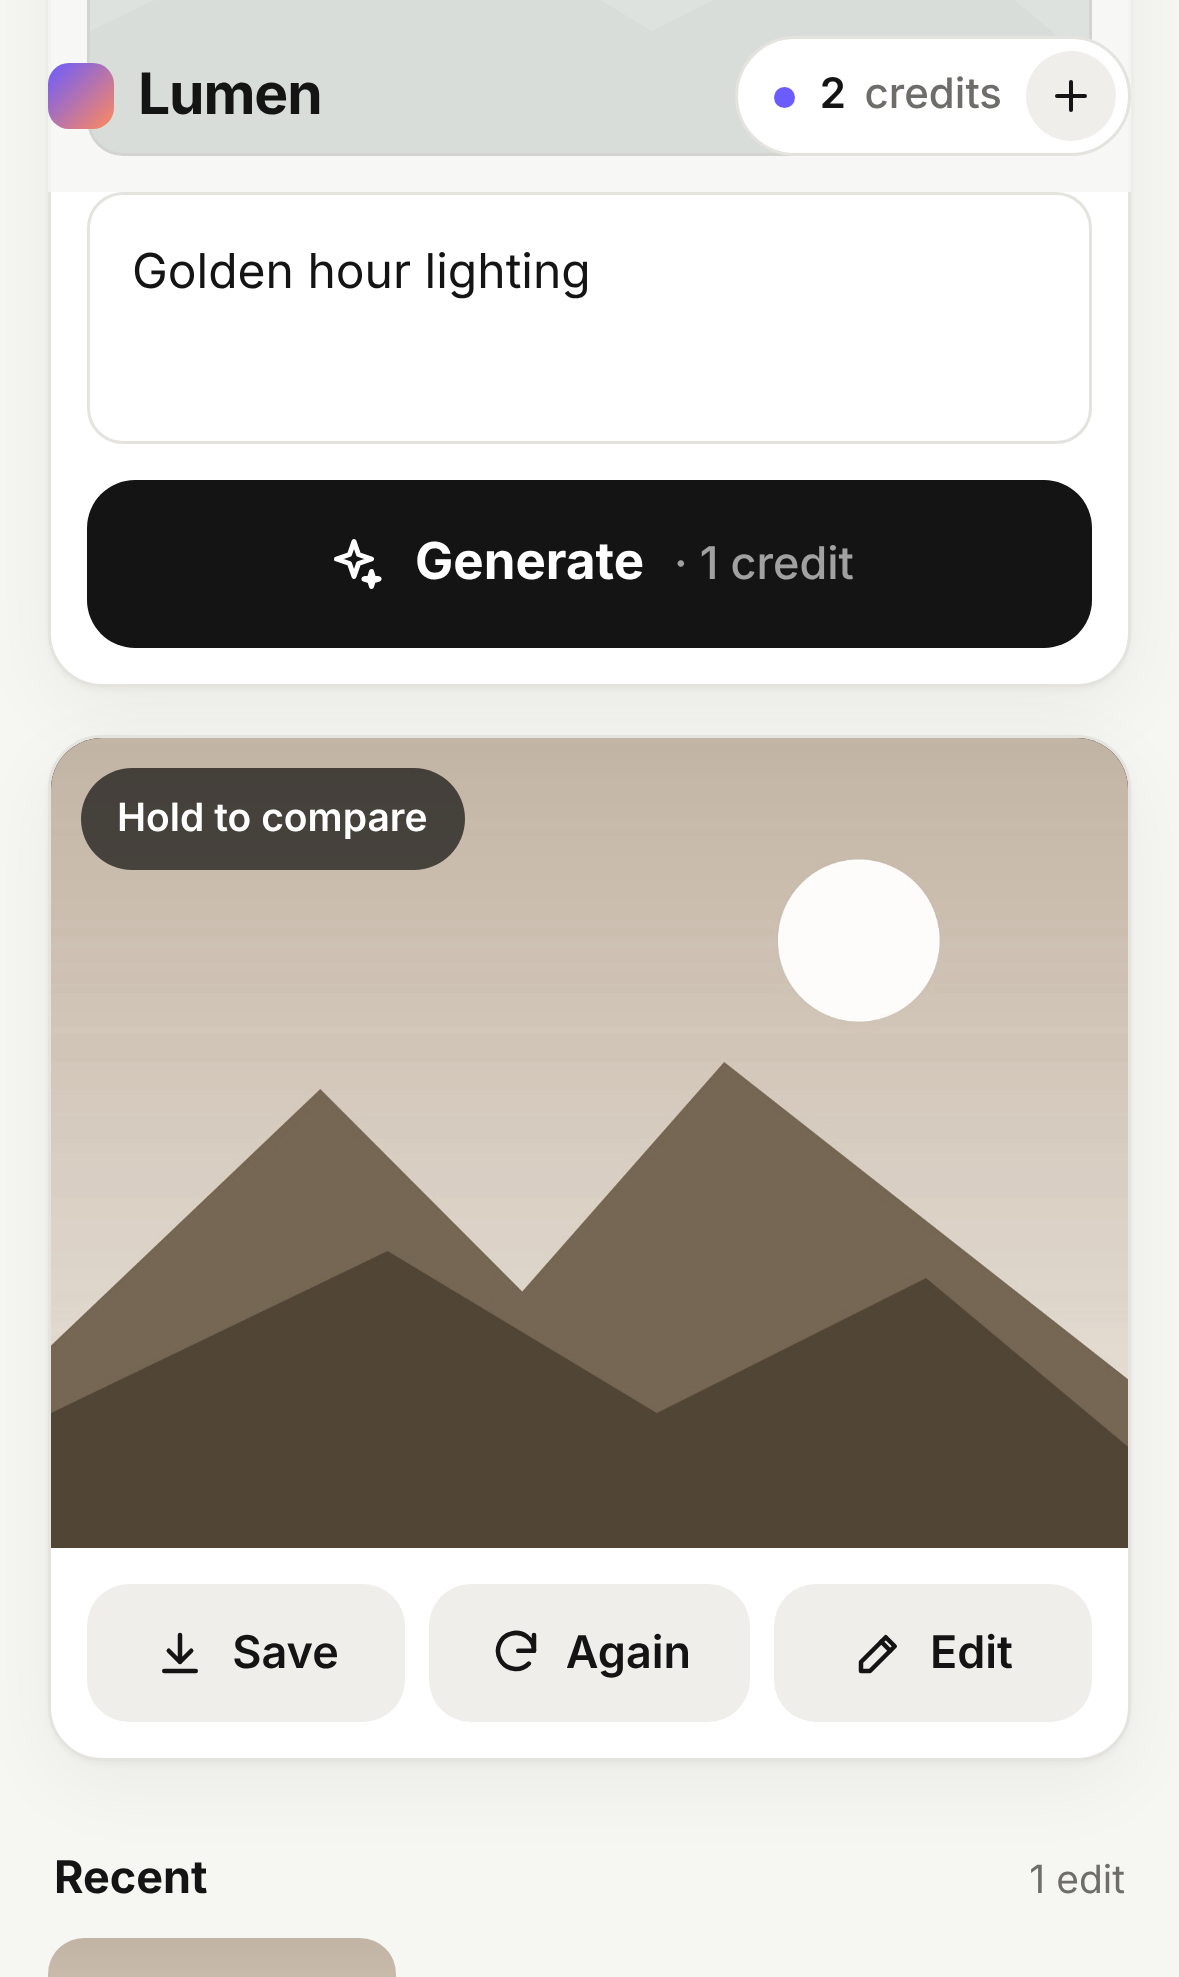 Lumen
2 credits
Golden hour lighting
Generate · 1 credit
Hold to compare
Save
Again
Edit
Recent
1 edit